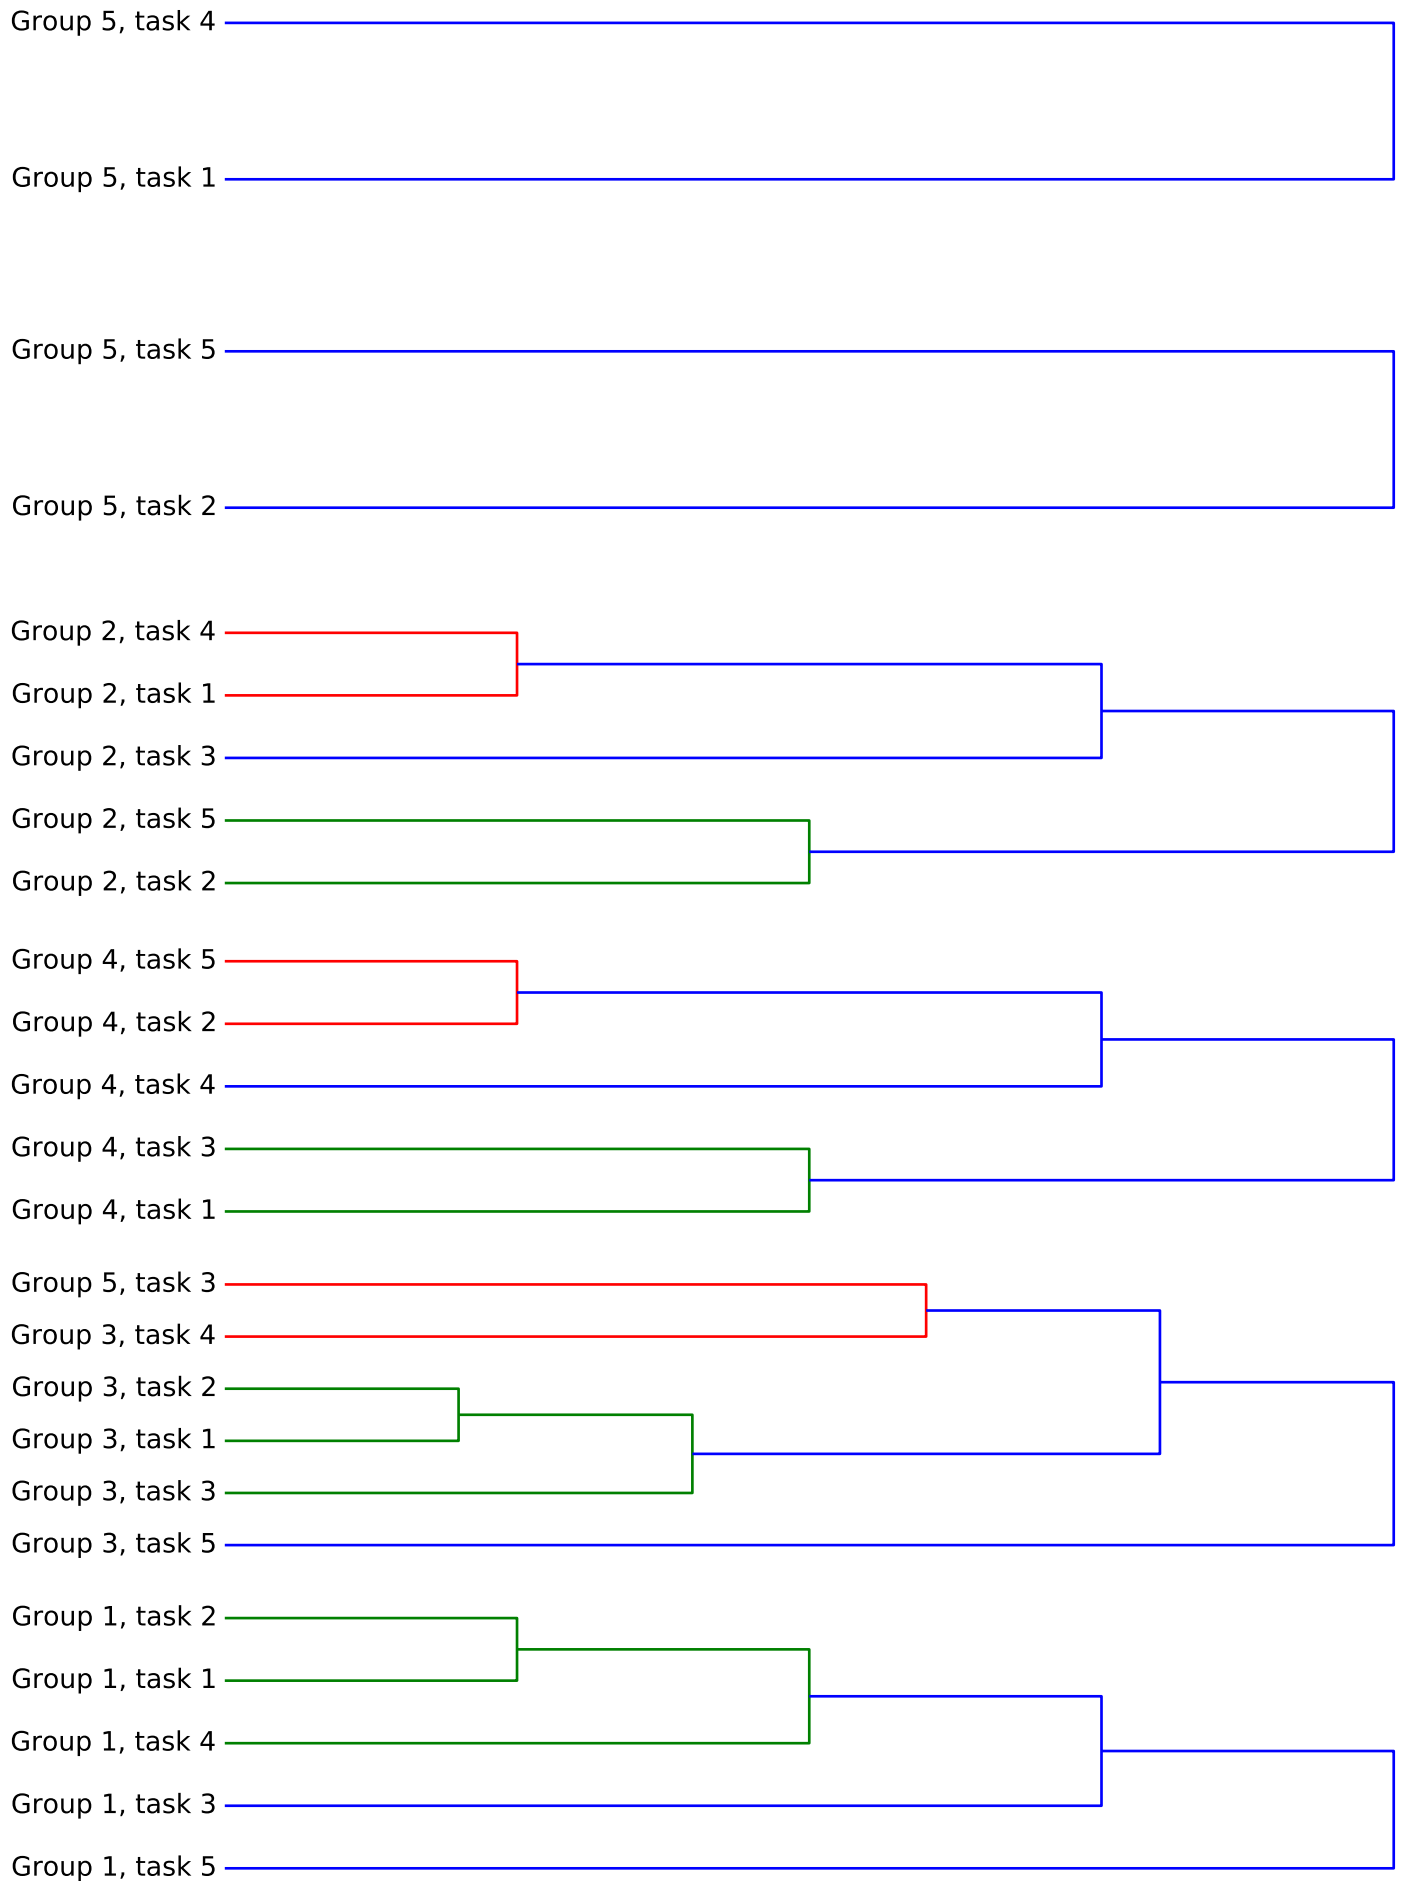 Group 5, task 4
Group 5, task 1
Group 5, task 5
Group 5, task 2
Group 2, task 4
Group 2, task 1
Group 2, task 3
Group 2, task 5
Group 2, task 2
Group 4, task 5
Group 4, task 2
Group 4, task 4
Group 4, task 3
Group 4, task 1
Group 5, task 3
Group 3, task 4
Group 3, task 2
Group 3, task 1
Group 3, task 3
Group 3, task 5
Group 1, task 2
Group 1, task 1
Group 1, task 4
Group 1, task 3
Group 1, task 5